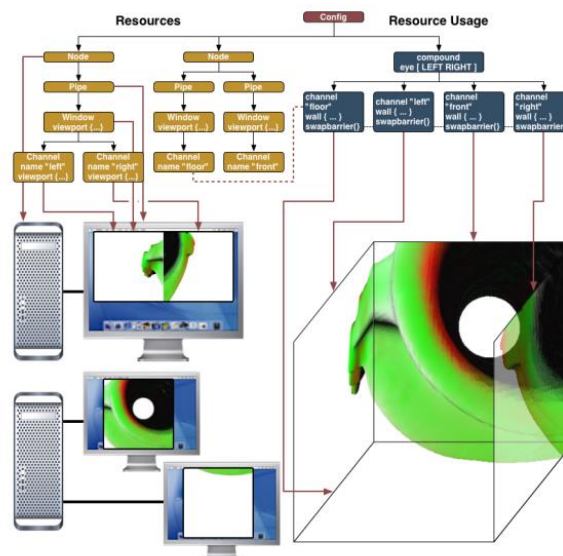 Resources
Config
Resource Usage
Node
Node
compound
eye [ LEFT RIGHT ]
Pipe
Pipe
Pipe
channel
"floor"
wall { ... }
swapbarrier{}
channel "left"
wall { ... }
swapbarrier{}
channel
"front"
wall { ... }
swapbarrier{}
channel
"right"
wall { ... }
swapbarrier{}
Window
viewport {...}
Window
viewport {...}
Window
viewport {...}
Channel
name "left"
viewport {...}
Channel
name "right"
viewport {...}
Channel
name "floor"
Channel
name "front"